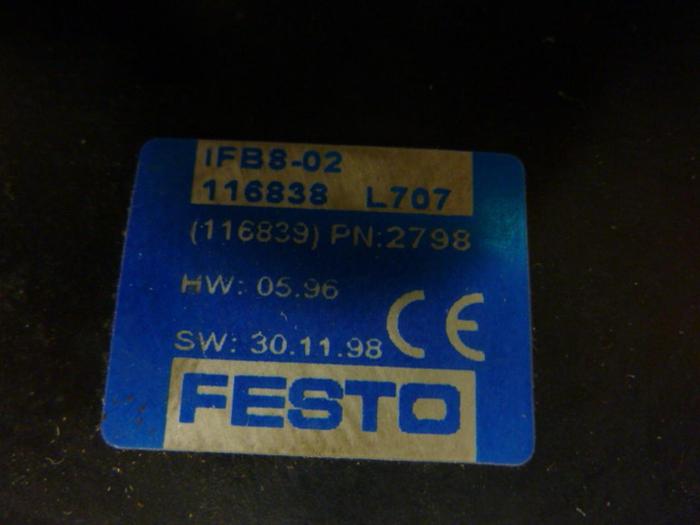 IFB8-02
116838 L707
(116839) PN:2798
HW: 05.96
SW: 30.11.98
CE
FESTO